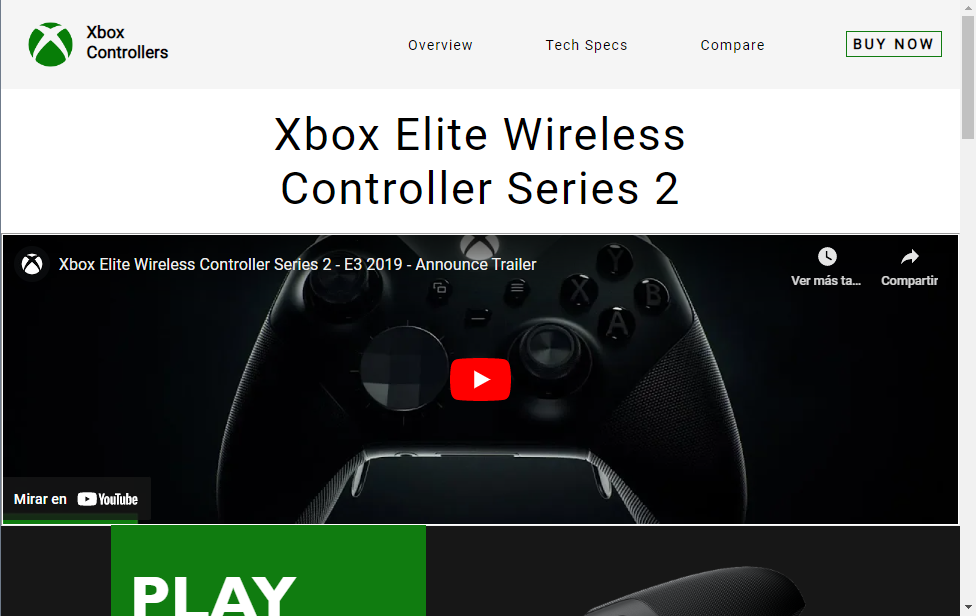 Xbox
Controllers
Overview
Tech Specs
Compare
BUY NOW
Xbox Elite Wireless
Controller Series 2
Xbox Elite Wireless Controller Series 2 - E3 2019 - Announce Trailer
Ver más ta...
Compartir
Y
X
B
A
Mirar en YouTube
PLAY